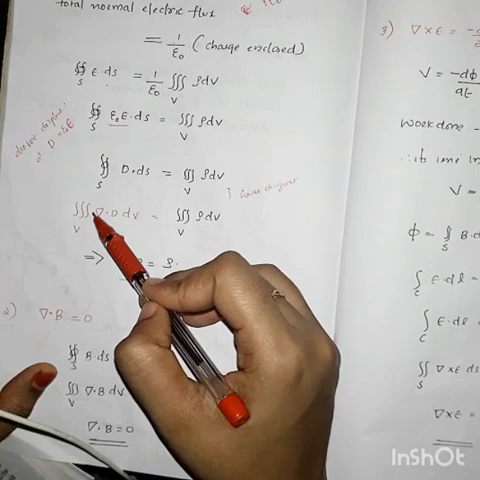 total normal electric flux
= 1/ε0 (charge enclosed)
∯S E.ds = 1/ε0 ∭V ρdv
∯S ε0E.ds = ∭V ρdv
D=εE
∯S D.ds = ∭V ρdv
∭V ∇.D dv = ∭V ρdv
⇒ = ρ.
2) ∇.B = 0
∯S B.ds
∭V ∇.B dv
∇.B=0
3) ∇×E =
V = -dφ/dt
Work done -
V =
φ = ∯S B.d
∫C E.dl =
∫C E.dl =
∬S ∇×E ds
∇×E =
InShOt